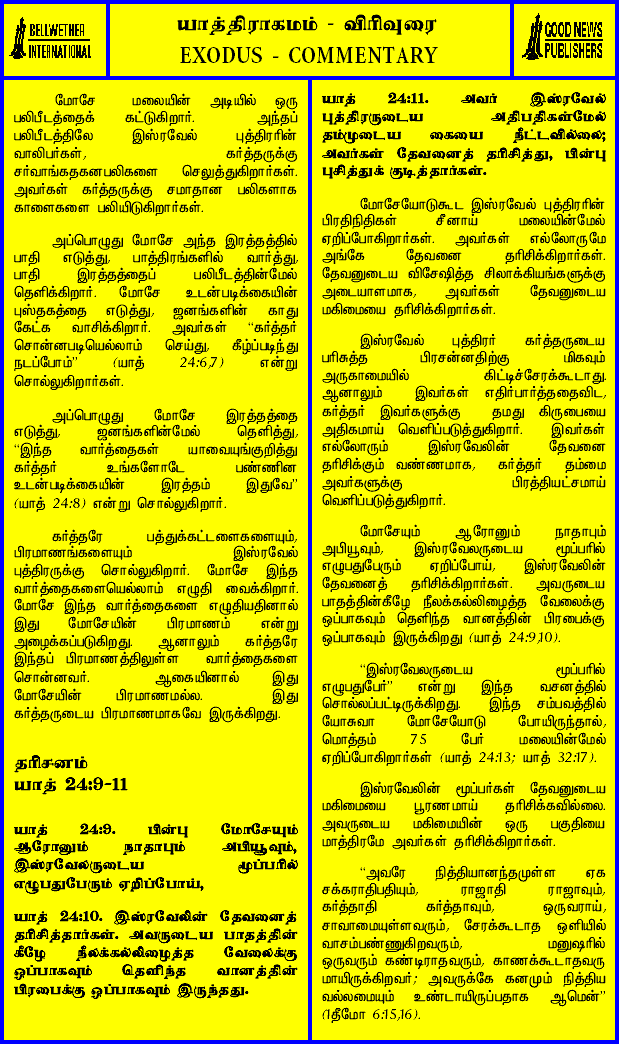 BELLWETHER
INTERNATIONAL
யாத்திராகமம் - விரிவுரை
EXODUS - COMMENTARY
GOOD NEWS
PUBLISHERS
மோசே மலையின் அடியில் ஒரு
பலிபீடத்தைக் கட்டுகிறார். அந்தப்
பலிபீடத்திலே இஸ்ரவேல் புத்திரரின்
வாலிபர்கள், கர்த்தருக்கு
சர்வாங்கதகனபலிகளை செலுத்துகிறார்கள்.
அவர்கள் கர்த்தருக்கு சமாதான பலிகளாக
காளைகளை பலியிடுகிறார்கள்.
அப்பொழுது மோசே அந்த இரத்தத்தில்
பாதி எடுத்து, பாத்திரங்களில் வார்த்து,
பாதி இரத்தத்தைப் பலிபீடத்தின்மேல்
தெளிக்கிறார். மோசே உடன்படிக்கையின்
புஸ்தகத்தை எடுத்து, ஜனங்களின் காது
கேட்க வாசிக்கிறார். அவர்கள் “கர்த்தர்
சொன்னபடியெல்லாம் செய்து, கீழ்ப்படிந்து
நடப்போம்” (யாத் 24:6,7) என்று
சொல்லுகிறார்கள்.
அப்பொழுது மோசே இரத்தத்தை
எடுத்து, ஜனங்களின்மேல் தெளித்து,
“இந்த வார்த்தைகள் யாவையுங்குறித்து
கர்த்தர் உங்களோடே பண்ணின
உடன்படிக்கையின் இரத்தம் இதுவே”
(யாத் 24:8) என்று சொல்லுகிறார்.
கர்த்தரே பத்துக்கட்டளைகளையும்,
பிரமாணங்களையும் இஸ்ரவேல்
புத்திரருக்கு சொல்லுகிறார். மோசே இந்த
வார்த்தைகளையெல்லாம் எழுதி வைக்கிறார்.
மோசே இந்த வார்த்தைகளை எழுதியதினால்
இது மோசேயின் பிரமாணம் என்று
அழைக்கப்படுகிறது. ஆனாலும் கர்த்தரே
இந்தப் பிரமாணத்திலுள்ள வார்த்தைகளை
சொன்னவர். ஆகையினால் இது
மோசேயின் பிரமாணமல்ல. இது
கர்த்தருடைய பிரமாணமாகவே இருக்கிறது.
தரிசனம்
யாத் 24:9-11
யாத் 24:9. பின்பு மோசேயும்
ஆரோனும் நாதாபும் அபியூவும்,
இஸ்ரவேலருடைய மூப்பரில்
எழுபதுபேரும் ஏறிப்போய்,
யாத் 24:10. இஸ்ரவேலின் தேவனைத்
தரிசித்தார்கள். அவருடைய பாதத்தின்
கீழே நீலக்கல்லிழைத்த வேலைக்கு
ஒப்பாகவும் தெளிந்த வானத்தின்
பிரபைக்கு ஒப்பாகவும் இருந்தது.
யாத் 24:11. அவர் இஸ்ரவேல்
புத்திரருடைய அதிபதிகள்மேல்
தம்முடைய கையை நீட்டவில்லை;
அவர்கள் தேவனைத் தரிசித்து, பின்பு
புசித்துக் குடித்தார்கள்.
மோசேயோடுகூட இஸ்ரவேல் புத்திரரின்
பிரதிநிதிகள் சீனாய் மலையின்மேல்
ஏறிப்போகிறார்கள். அவர்கள் எல்லோருமே
அங்கே தேவனை தரிசிக்கிறார்கள்.
தேவனுடைய விசேஷித்த சிலாக்கியங்களுக்கு
அடையாளமாக, அவர்கள் தேவனுடைய
மகிமையை தரிசிக்கிறார்கள்.
இஸ்ரவேல் புத்திரர் கர்த்தருடைய
பரிசுத்த பிரசன்னதிற்கு மிகவும்
அருகாமையில் கிட்டிச்சேரக்கூடாது.
ஆனாலும் இவர்கள் எதிர்பார்த்ததைவிட,
கர்த்தர் இவர்களுக்கு தமது கிருபையை
அதிகமாய் வெளிப்படுத்துகிறார். இவர்கள்
எல்லோரும் இஸ்ரவேலின் தேவனை
தரிசிக்கும் வண்ணமாக, கர்த்தர் தம்மை
அவர்களுக்கு பிரத்தியட்சமாய்
வெளிப்படுத்துகிறார்.
மோசேயும் ஆரோனும் நாதாபும்
அபியூவும், இஸ்ரவேலருடைய மூப்பரில்
எழுபதுபேரும் ஏறிப்போய், இஸ்ரவேலின்
தேவனைத் தரிசிக்கிறார்கள். அவருடைய
பாதத்தின்கீழே நீலக்கல்லிழைத்த வேலைக்கு
ஒப்பாகவும் தெளிந்த வானத்தின் பிரபைக்கு
ஒப்பாகவும் இருக்கிறது (யாத் 24:9,10).
“இஸ்ரவேலருடைய மூப்பரில்
எழுபதுபேர்” என்று இந்த வசனத்தில்
சொல்லப்பட்டிருக்கிறது. இந்த சம்பவத்தில்
யோசுவா மோசேயோடு போயிருந்தால்,
மொத்தம் 75 பேர் மலையின்மேல்
ஏறிப்போகிறார்கள் (யாத் 24:13; யாத் 32:17).
இஸ்ரவேலின் மூப்பர்கள் தேவனுடைய
மகிமையை பூரணமாய் தரிசிக்கவில்லை.
அவருடைய மகிமையின் ஒரு பகுதியை
மாத்திரமே அவர்கள் தரிசிக்கிறார்கள்.
“அவரே நித்தியானந்தமுள்ள ஏக
சக்கராதிபதியும், ராஜாதி ராஜாவும்,
கர்த்தாதி கர்த்தாவும், ஒருவராய்,
சாவாமையுள்ளவரும், சேரக்கூடாத ஒளியில்
வாசம்பண்ணுகிறவரும், மனுஷரில்
ஒருவரும் கண்டிராதவரும், காணக்கூடாதவரு
மாயிருக்கிறவர்; அவருக்கே கனமும் நித்திய
வல்லமையும் உண்டாயிருப்பதாக ஆமென்”
(1தீமோ 6:15,16).